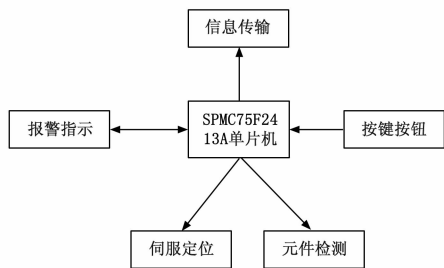 信息传输
报警指示
SPMC75F24
13A单片机
按键按钮
伺服定位
元件检测